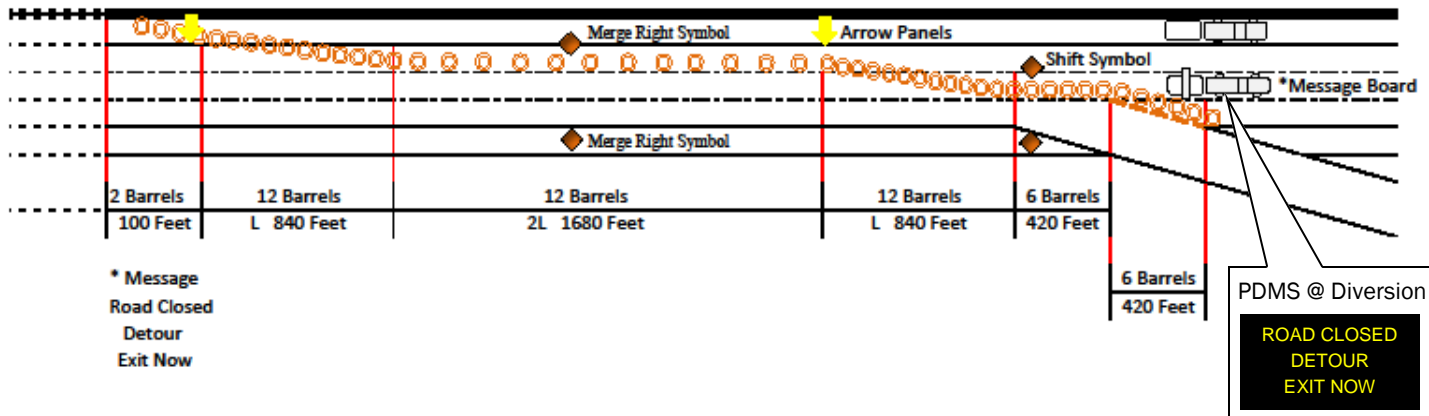 Merge Right Symbol
Arrow Panels
Shift Symbol
*Message Board
Merge Right Symbol
2 Barrels 12 Barrels 12 Barrels 12 Barrels 6 Barrels
100 Feet L 840 Feet 2L 1680 Feet L 840 Feet 420 Feet
6 Barrels
420 Feet
* Message
Road Closed
Detour
Exit Now
PDMS @ Diversion
ROAD CLOSED
DETOUR
EXIT NOW